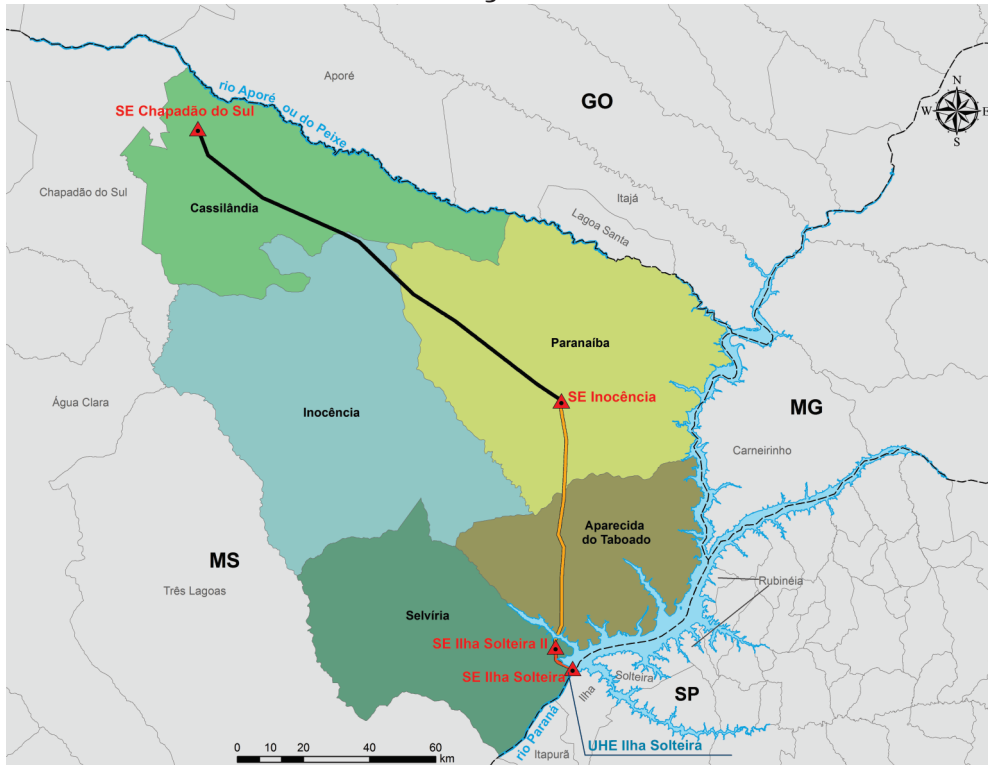 Aporé
GO
rio Aporé ou do Peixe
SE Chapadão do Sul
N
W
E
S
Chapadão do Sul
Cassilândia
Itajá
Lagoa Santa
Paranaíba
Água Clara
Inocência
SE Inocência
MG
Carneirinho
Aparecida
do Taboado
MS
Três Lagoas
Rubinéia
Selvíria
SE Ilha Solteira II
SE Ilha Solteira
Ilha Solteira
SP
rio Paraná
UHE Ilha Solteira
Itapurã
0 10 20 40 60
km